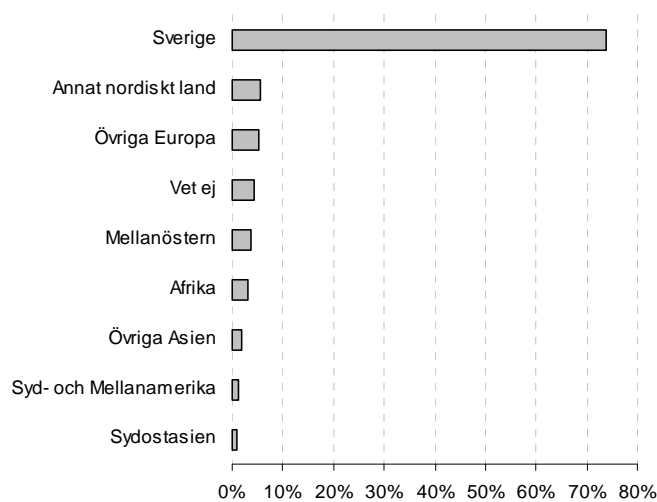 Sverige
Annat nordiskt land
Övriga Europa
Vet ej
Mellanöstern
Afrika
Övriga Asien
Syd- och Mellanamerika
Sydostasien
0% 10% 20% 30% 40% 50% 60% 70% 80%